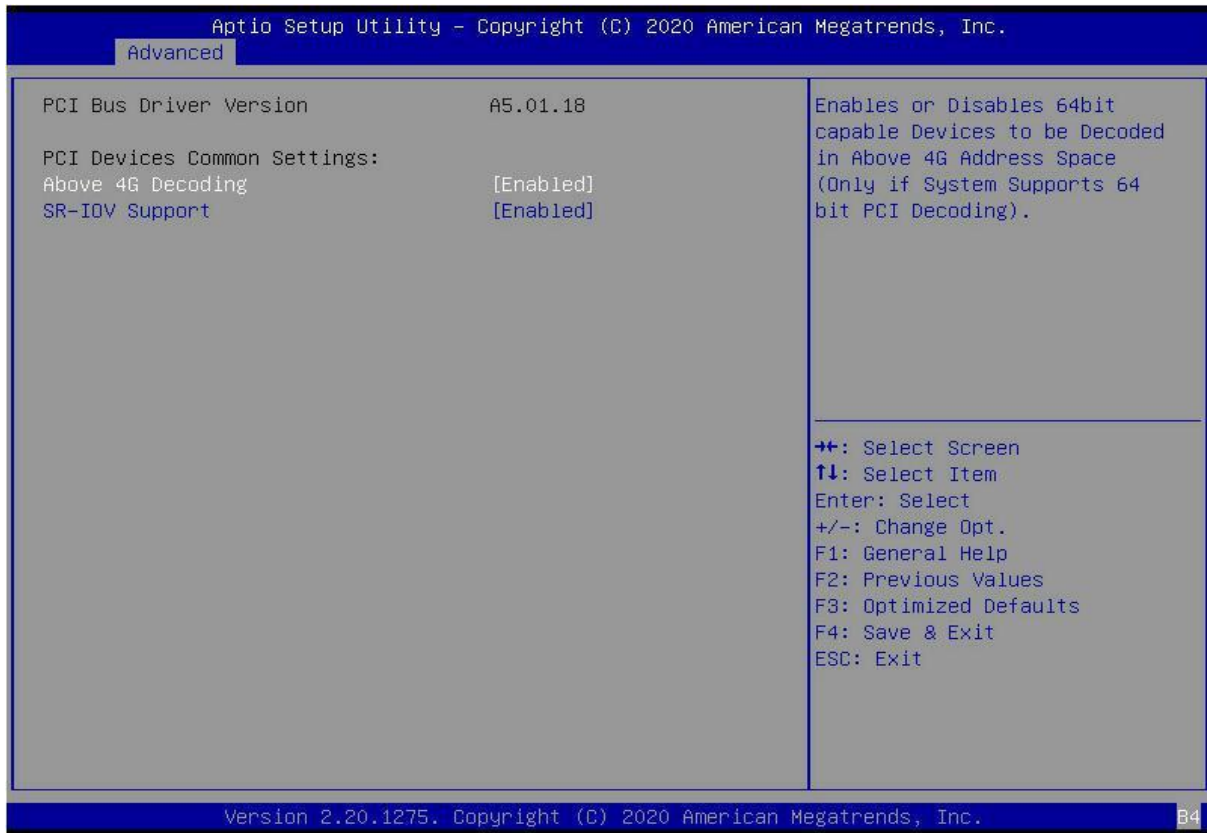 Aptio Setup Utility – Copyright (C) 2020 American Megatrends, Inc.
Advanced
PCI Bus Driver Version A5.01.18
PCI Devices Common Settings:
Above 4G Decoding [Enabled]
SR-IOV Support [Enabled]
Enables or Disables 64bit
capable Devices to be Decoded
in Above 4G Address Space
(Only if System Supports 64
bit PCI Decoding).
→←: Select Screen
↑↓: Select Item
Enter: Select
+/-: Change Opt.
F1: General Help
F2: Previous Values
F3: Optimized Defaults
F4: Save & Exit
ESC: Exit
Version 2.20.1275. Copyright (C) 2020 American Megatrends, Inc.
B4